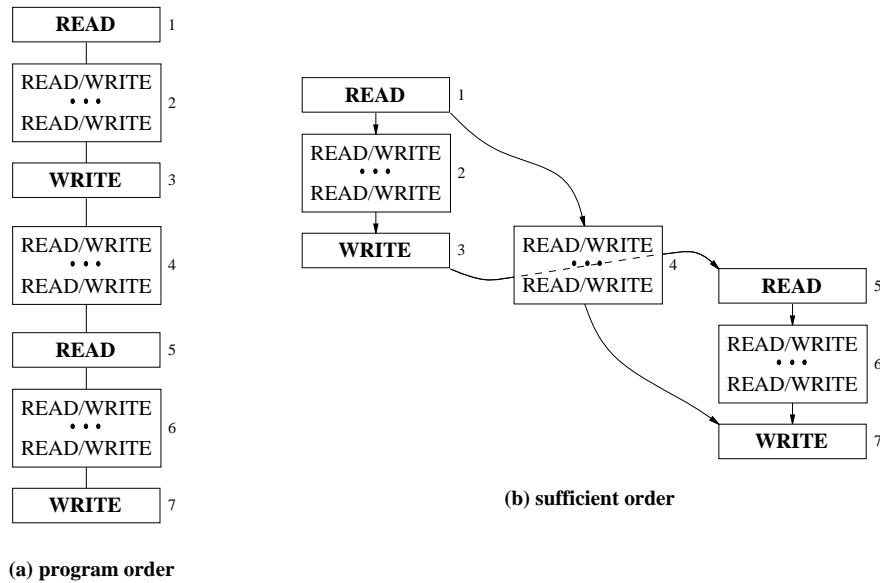 READ 1
READ/WRITE
• • • 2
READ/WRITE
WRITE 3
READ/WRITE
• • • 4
READ/WRITE
READ 5
READ/WRITE
• • • 6
READ/WRITE
WRITE 7
(a) program order
READ 1
READ/WRITE
• • • 2
READ/WRITE
WRITE 3
READ/WRITE
• • • 4
READ/WRITE
READ 5
READ/WRITE
• • • 6
READ/WRITE
WRITE 7
(b) sufficient order